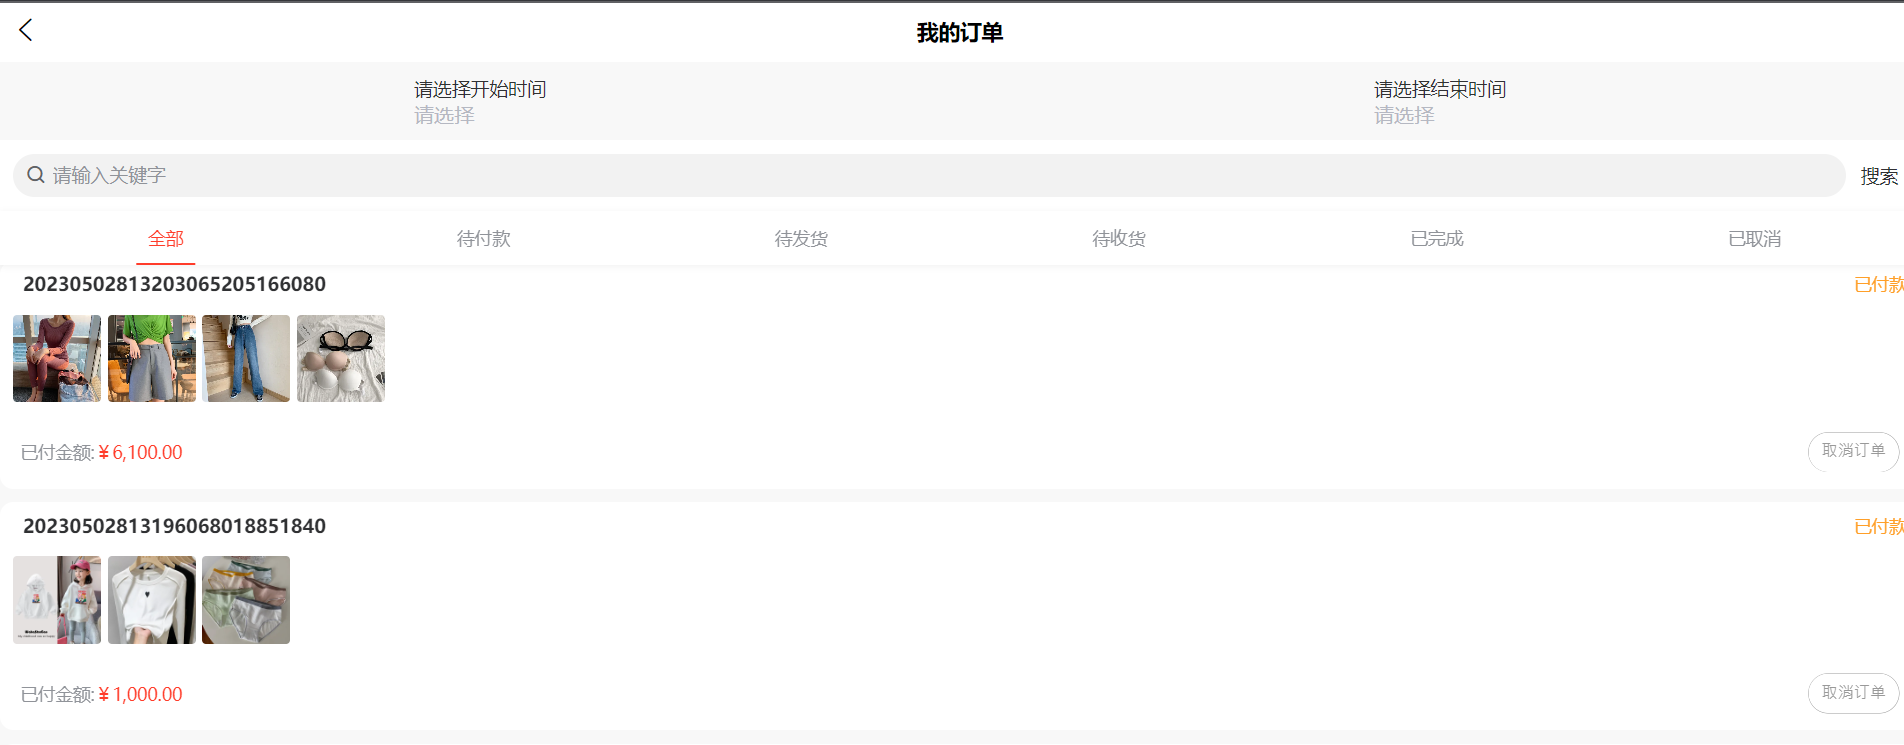 我的订单
请选择开始时间
请选择
请选择结束时间
请选择
请输入关键字
搜索
全部
待付款
待发货
待收货
已完成
已取消
202305028132030652051​66080
已付款
已付金额: ¥ 6,100.00
取消订单
202305028131960680188​51840
已付款
已付金额: ¥ 1,000.00
取消订单